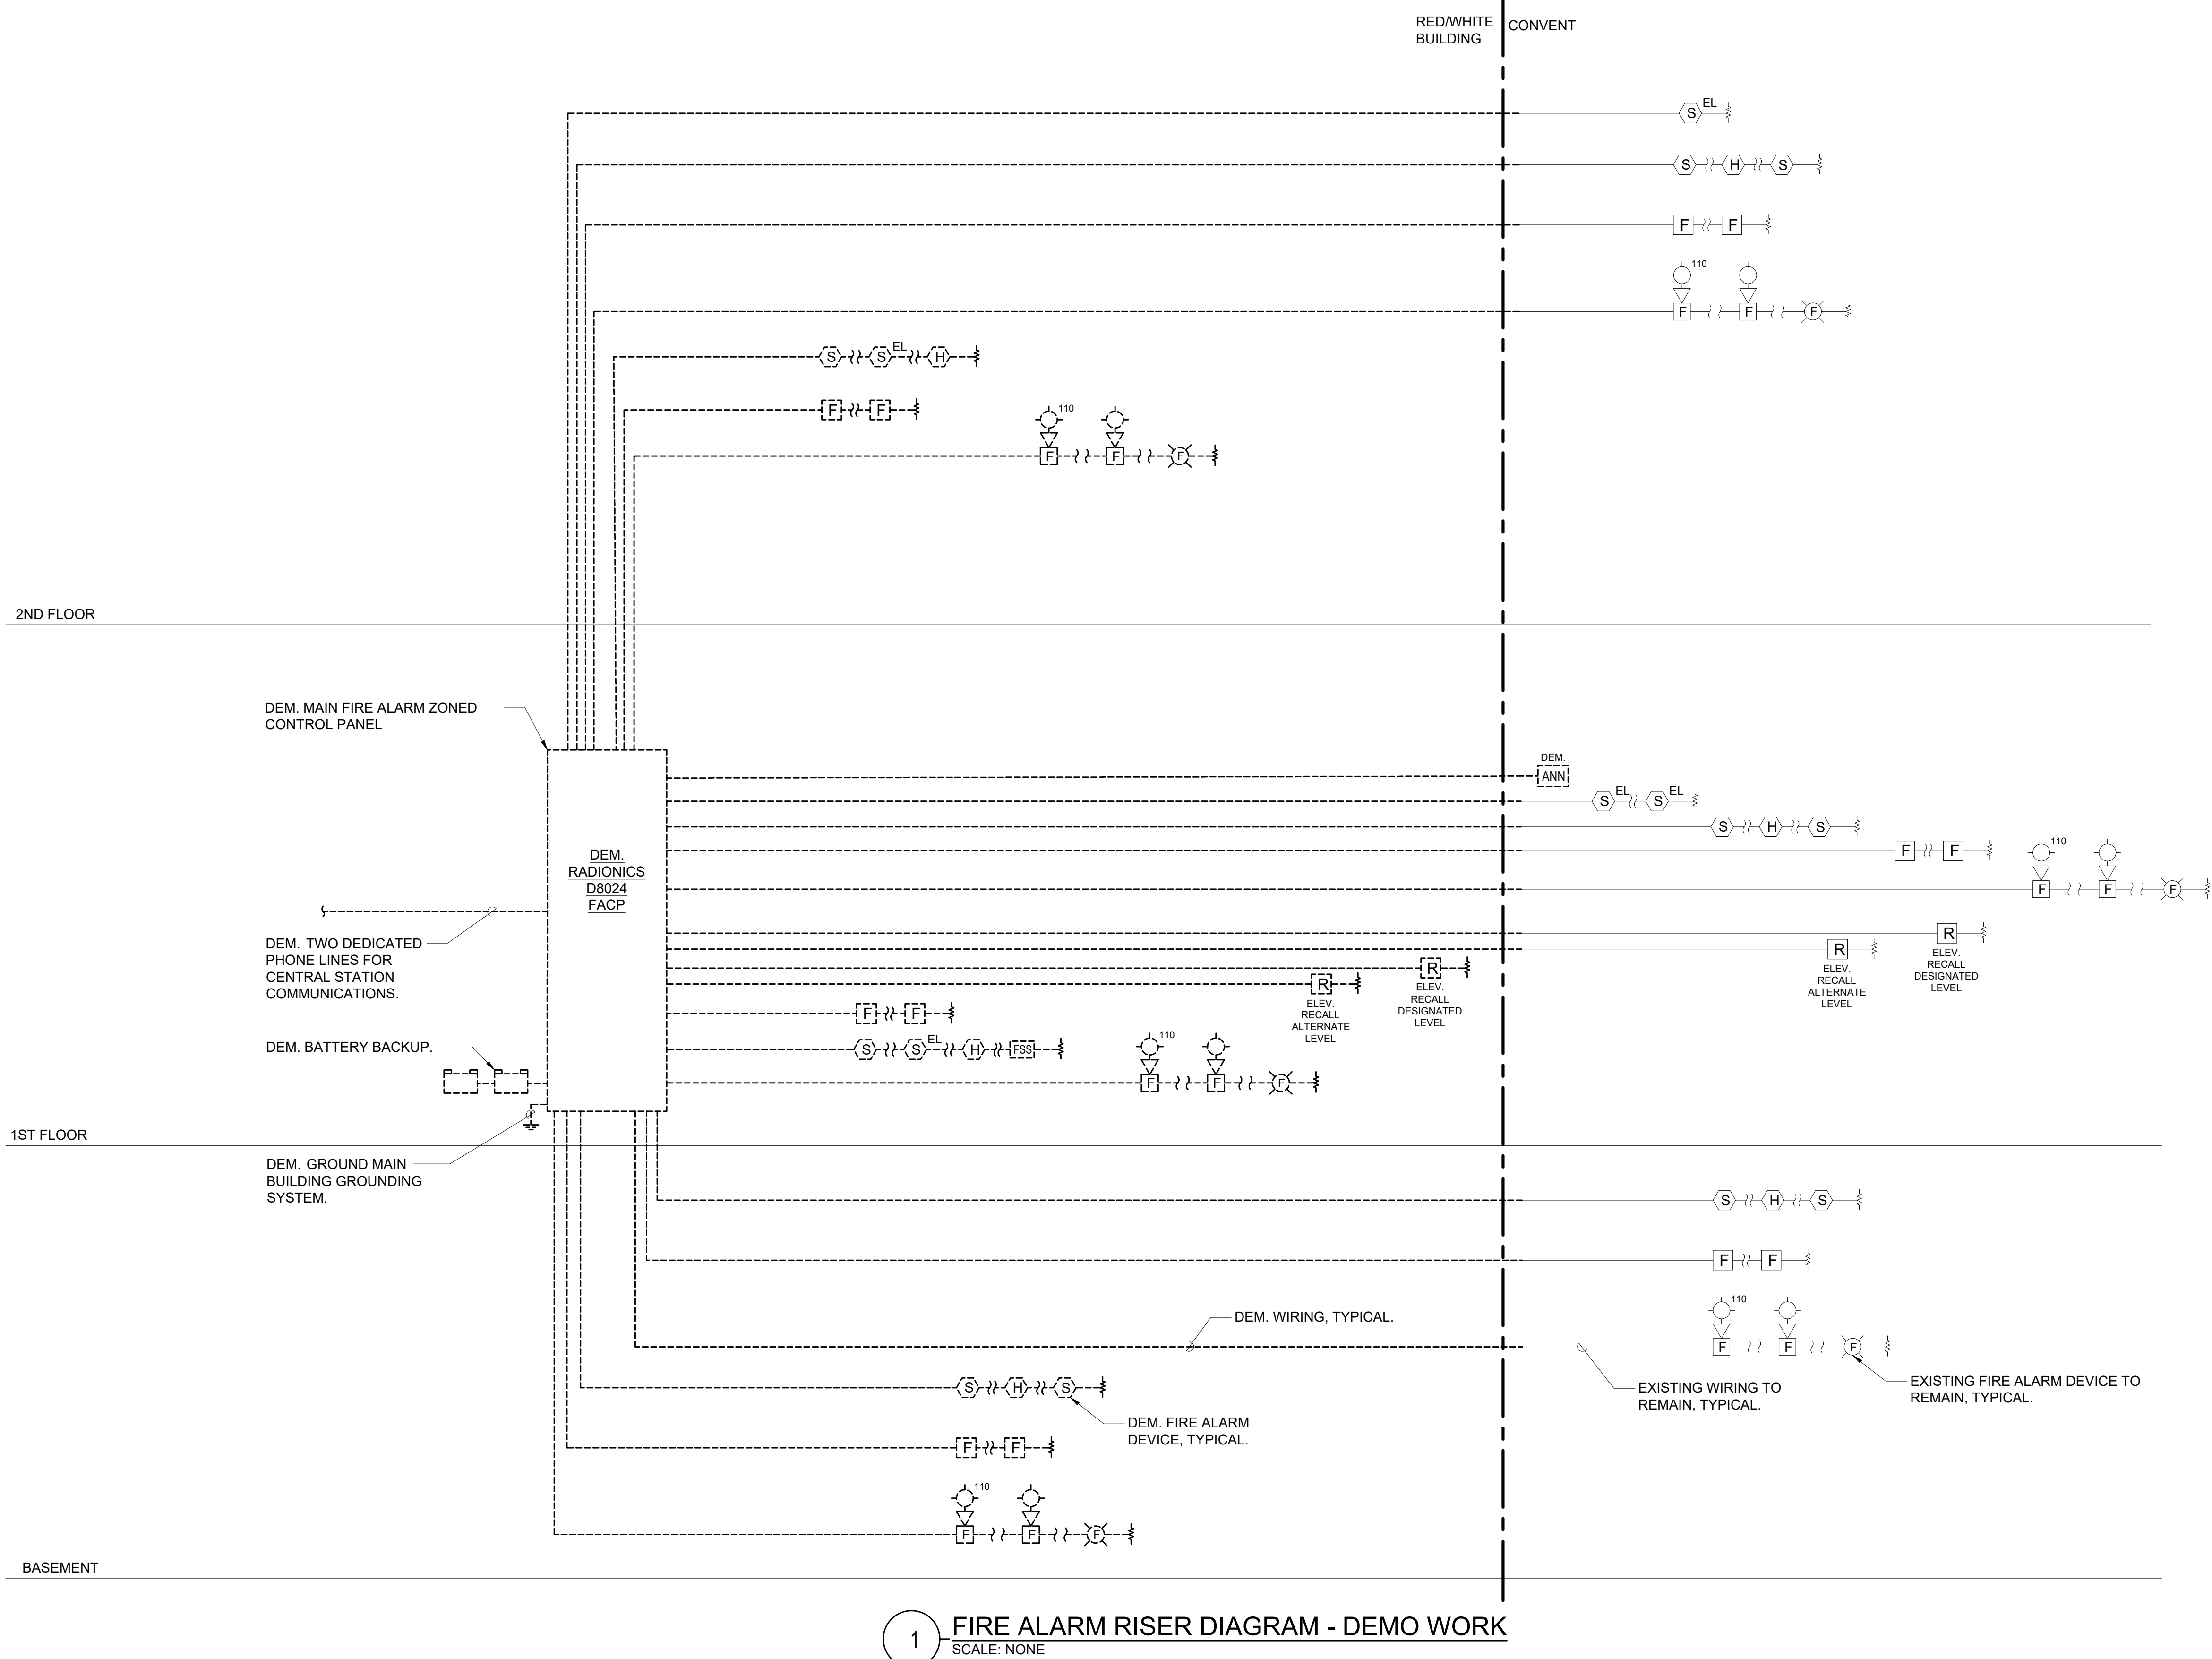 RED/WHITE
BUILDING
CONVENT
S EL
S H S
F F
110
F F F
S S EL H
F F
110
F F F
2ND FLOOR
DEM. MAIN FIRE ALARM ZONED
CONTROL PANEL
DEM.
ANN
S EL S EL
S H S
F F
110
F F F
DEM.
RADIONICS
D8024
FACP
R
ELEV.
RECALL
DESIGNATED
LEVEL
R
ELEV.
RECALL
ALTERNATE
LEVEL
R
ELEV.
RECALL
DESIGNATED
LEVEL
R
ELEV.
RECALL
ALTERNATE
LEVEL
DEM. TWO DEDICATED
PHONE LINES FOR
CENTRAL STATION
COMMUNICATIONS.
F F
S S EL H FSS
110
F F F
DEM. BATTERY BACKUP.
1ST FLOOR
DEM. GROUND MAIN
BUILDING GROUNDING
SYSTEM.
S H S
F F
110
F F F
DEM. WIRING, TYPICAL.
EXISTING WIRING TO
REMAIN, TYPICAL.
EXISTING FIRE ALARM DEVICE TO
REMAIN, TYPICAL.
S H S
DEM. FIRE ALARM
DEVICE, TYPICAL.
F F
110
F F F
BASEMENT
1 FIRE ALARM RISER DIAGRAM - DEMO WORK
SCALE: NONE